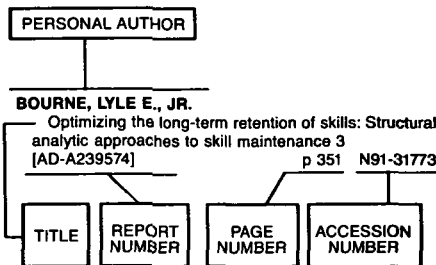 PERSONAL AUTHOR
BOURNE, LYLE E., JR.
Optimizing the long-term retention of skills: Structural
analytic approaches to skill maintenance 3
[AD-A239574] p 351 N91-31773
TITLE
REPORT NUMBER
PAGE NUMBER
ACCESSION NUMBER